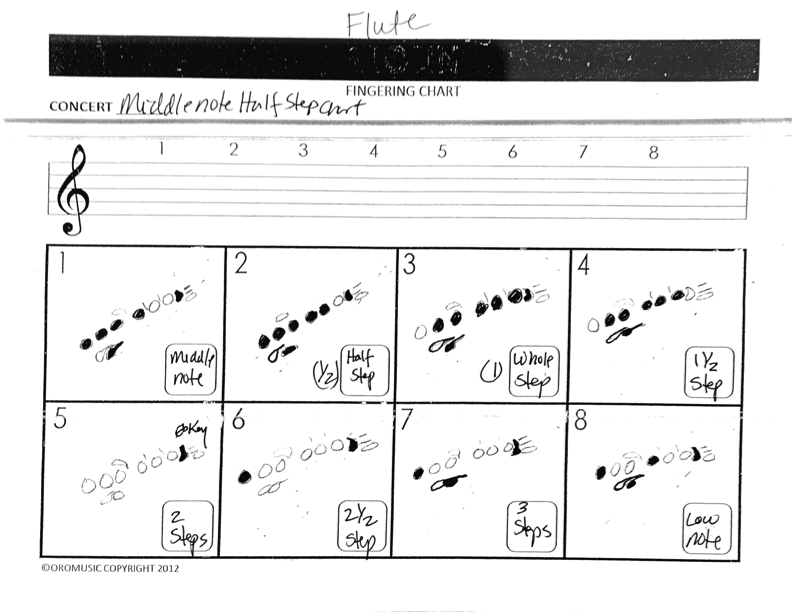 Flute
FINGERING CHART
CONCERT Middle note Half Step chart
1 2 3 4 5 6 7 8
1
Middle
note
2
(1/2) Half
Step
3
(1) Whole
Step
4
1 1/2
Step
5
Key
2
Steps
6
2 1/2
Step
7
3
Steps
8
Low
note
©OROMUSIC COPYRIGHT 2012